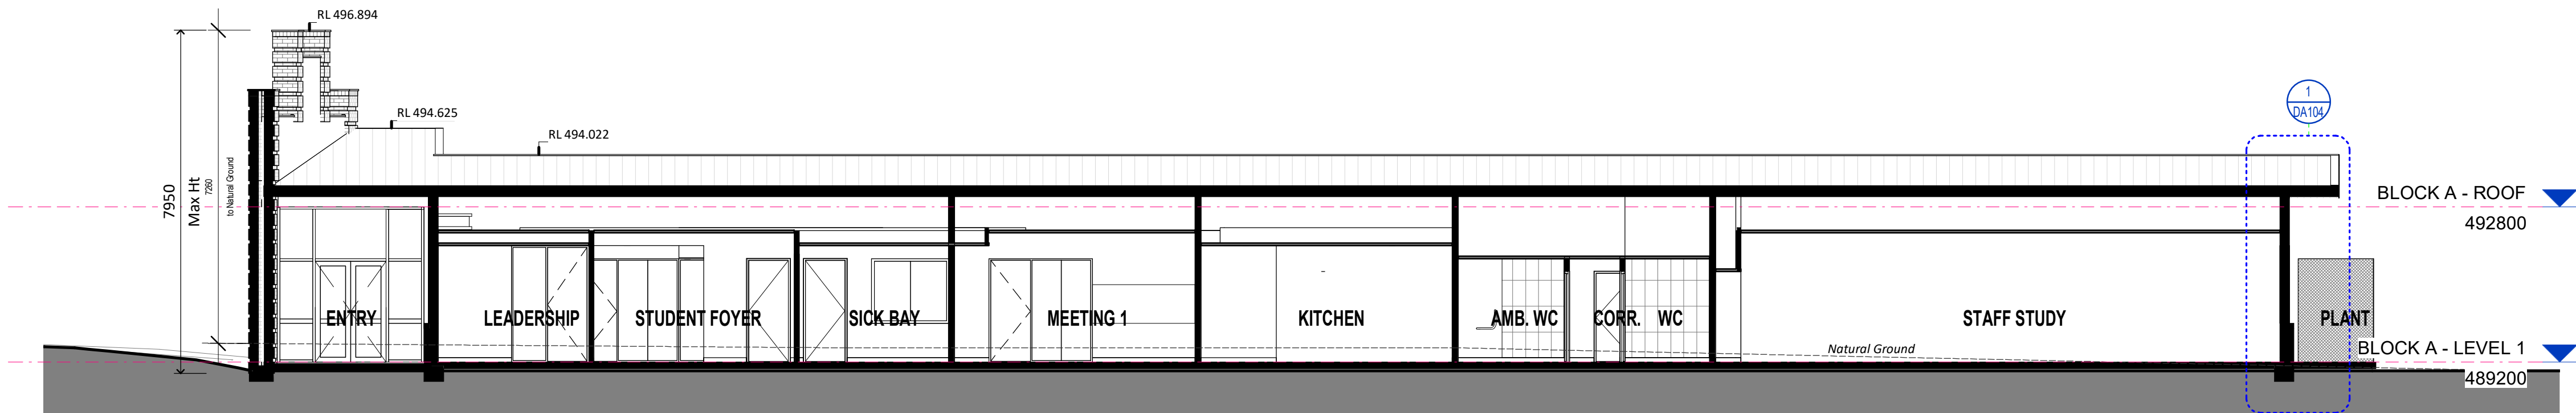 RL 496.894
RL 494.625
RL 494.022
7950
Max Ht
7260
to Natural Ground
1
DA104
BLOCK A - ROOF
492800
ENTRY
LEADERSHIP
STUDENT FOYER
SICK BAY
MEETING 1
KITCHEN
AMB. WC
CORR.
WC
STAFF STUDY
PLANT
Natural Ground
BLOCK A - LEVEL 1
489200